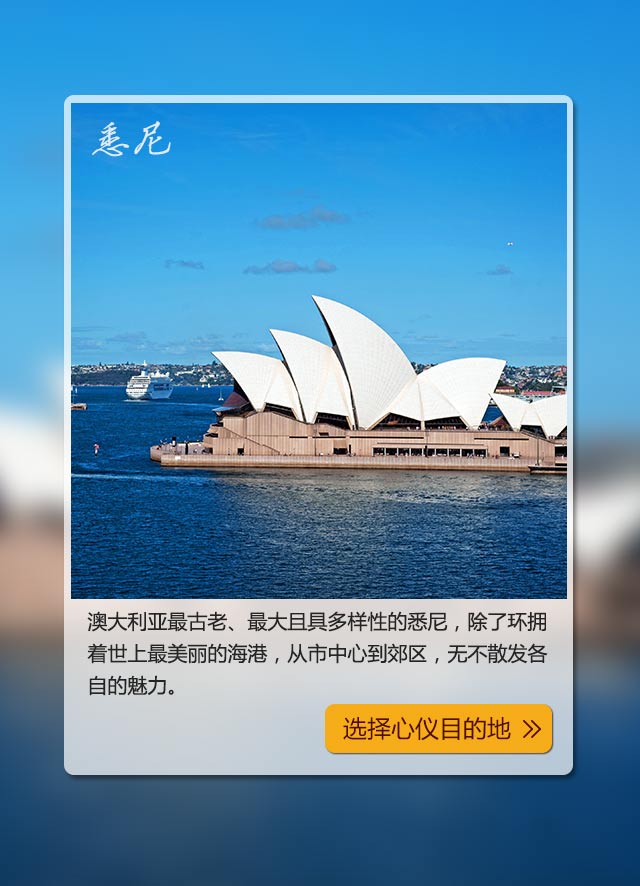 悉尼
澳大利亚最古老、最大且具多样性的悉尼，除了环拥
着世上最美丽的海港，从市中心到郊区，无不散发各
自的魅力。
选择心仪目的地 »